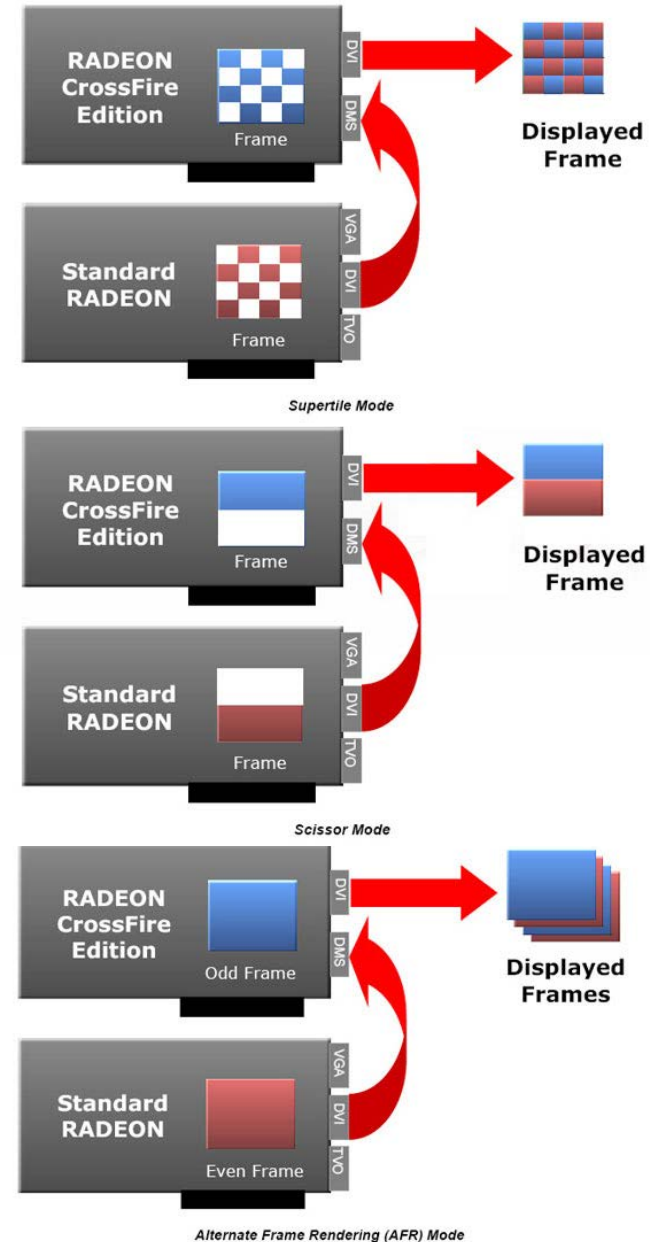 RADEON
CrossFire
Edition
Frame
DVI
DMS
Displayed
Frame
Standard
RADEON
Frame
VGA
DVI
TVO
Supertile Mode
RADEON
CrossFire
Edition
Frame
DVI
DMS
Displayed
Frame
Standard
RADEON
Frame
VGA
DVI
TVO
Scissor Mode
RADEON
CrossFire
Edition
Odd Frame
DVI
DMS
Displayed
Frames
Standard
RADEON
Even Frame
VGA
DVI
TVO
Alternate Frame Rendering (AFR) Mode